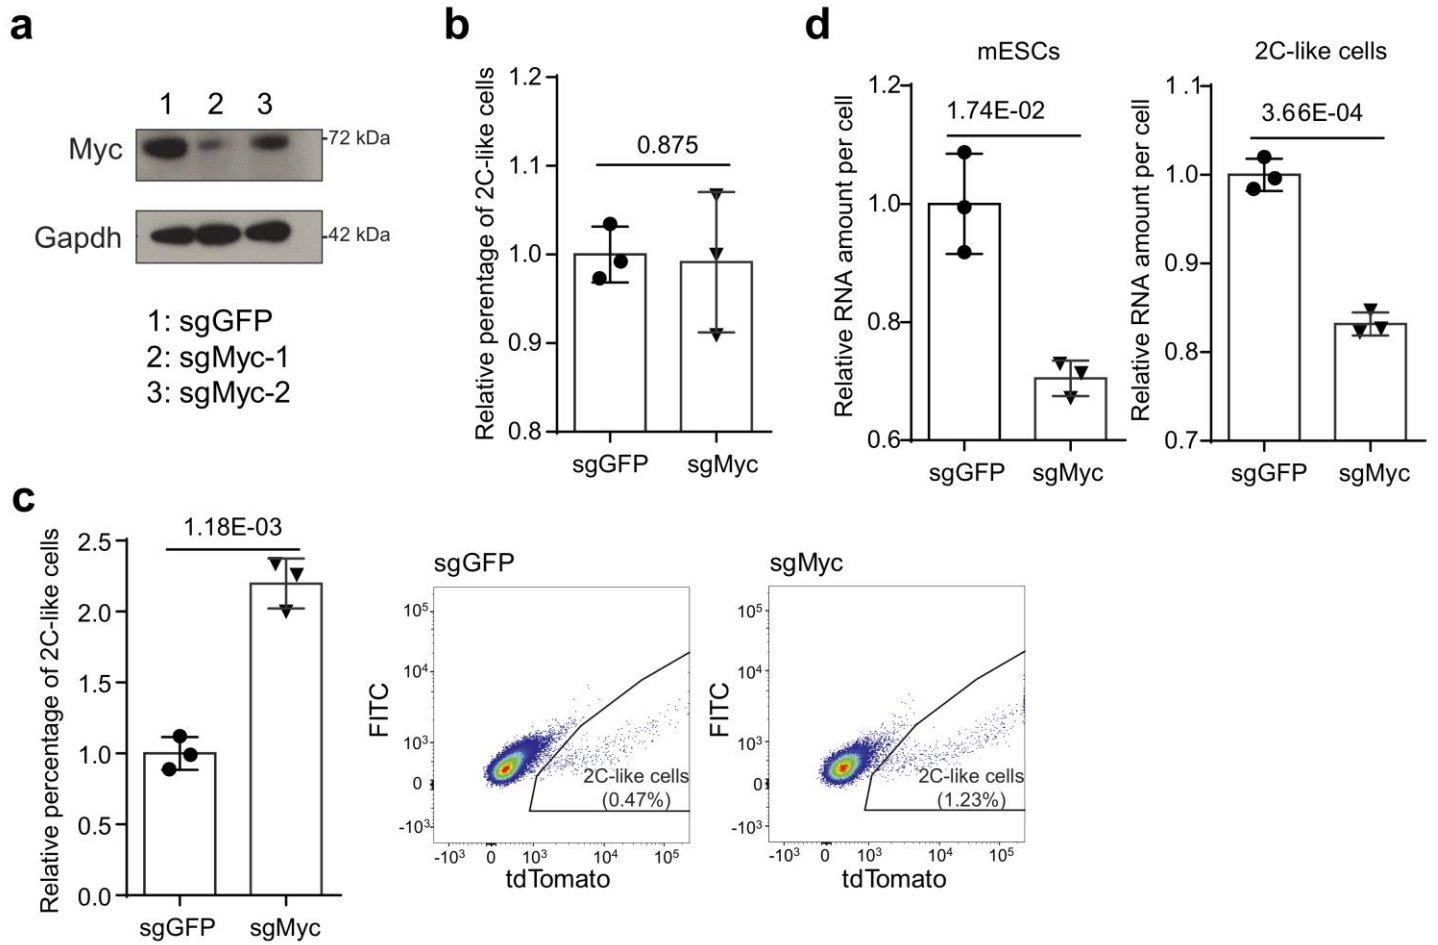 a
1 2 3
Myc
-72 kDa
Gapdh
-42 kDa
1: sgGFP
2: sgMyc-1
3: sgMyc-2
b
Relative perentage of 2C-like cells
1.2
1.1
1.0
0.9
0.8
0.875
sgGFP sgMyc
d
mESCs
Relative RNA amount per cell
1.2
1.0
0.8
0.6
1.74E-02
sgGFP sgMyc
2C-like cells
Relative RNA amount per cell
1.1
1.0
0.9
0.8
0.7
3.66E-04
sgGFP sgMyc
c
Relative percentage of 2C-like cells
2.5
2.0
1.5
1.0
0.5
0.0
1.18E-03
sgGFP sgMyc
sgGFP
FITC
10⁵
10⁴
10³
0
-10³
2C-like cells
(0.47%)
-10³ 0 10³ 10⁴ 10⁵
tdTomato
sgMyc
FITC
10⁵
10⁴
10³
0
-10³
2C-like cells
(1.23%)
-10³ 0 10³ 10⁴ 10⁵
tdTomato